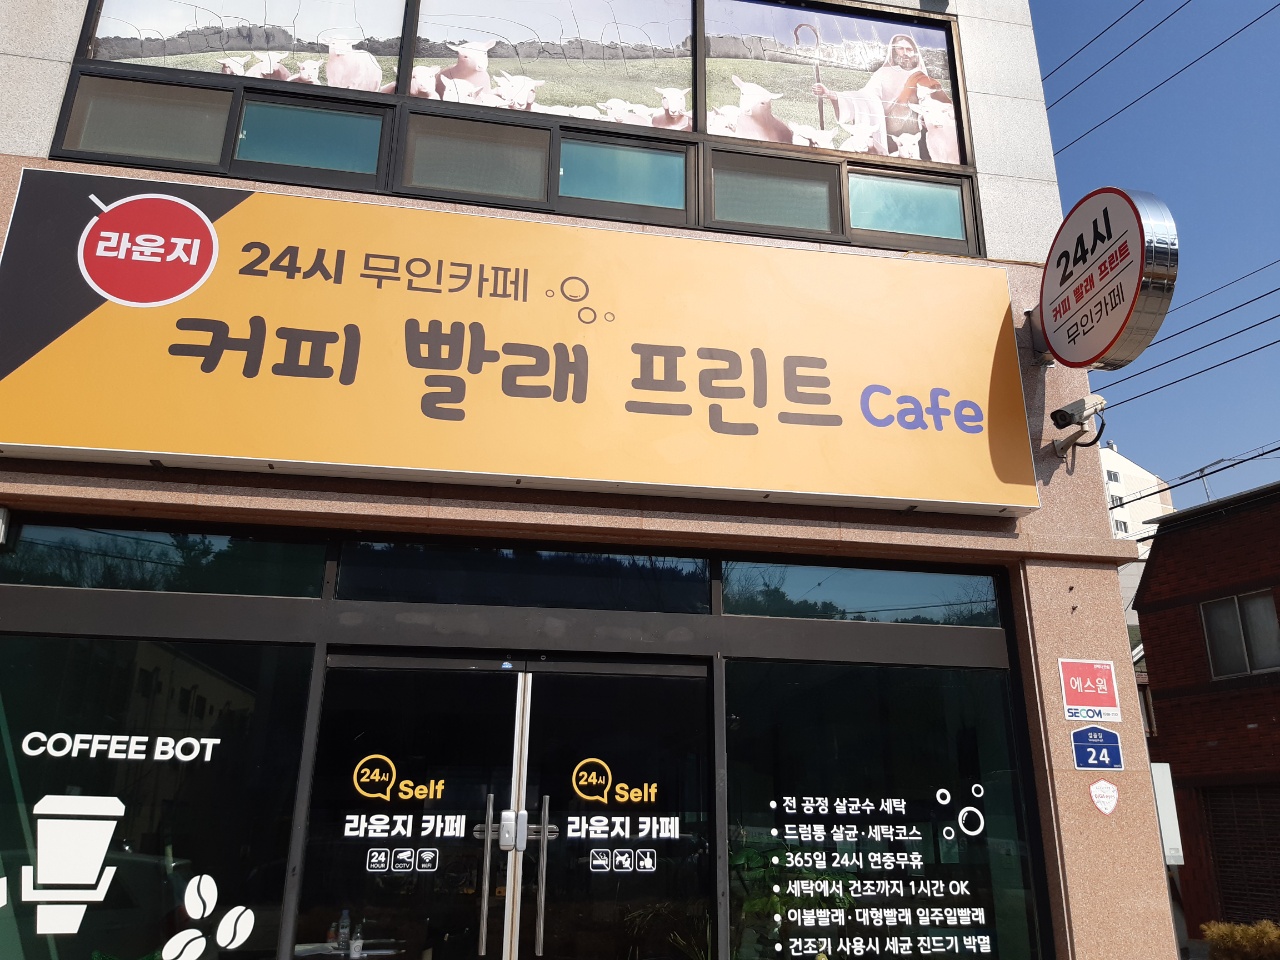 라운지
24시 무인카페
커피 빨래 프린트 Cafe
24시
커피 빨래 프린트
무인카페
에스원
SECOM
24
COFFEE BOT
24시 Self
라운지 카페
24 HOUR CCTV WiFi
24시 Self
라운지 카페
• 전 공정 살균수 세탁
• 드럼통 살균·세탁코스
• 365일 24시 연중무휴
• 세탁에서 건조까지 1시간 OK
• 이불빨래·대형빨래 일주일빨래
• 건조기 사용시 세균 진드기 박멸